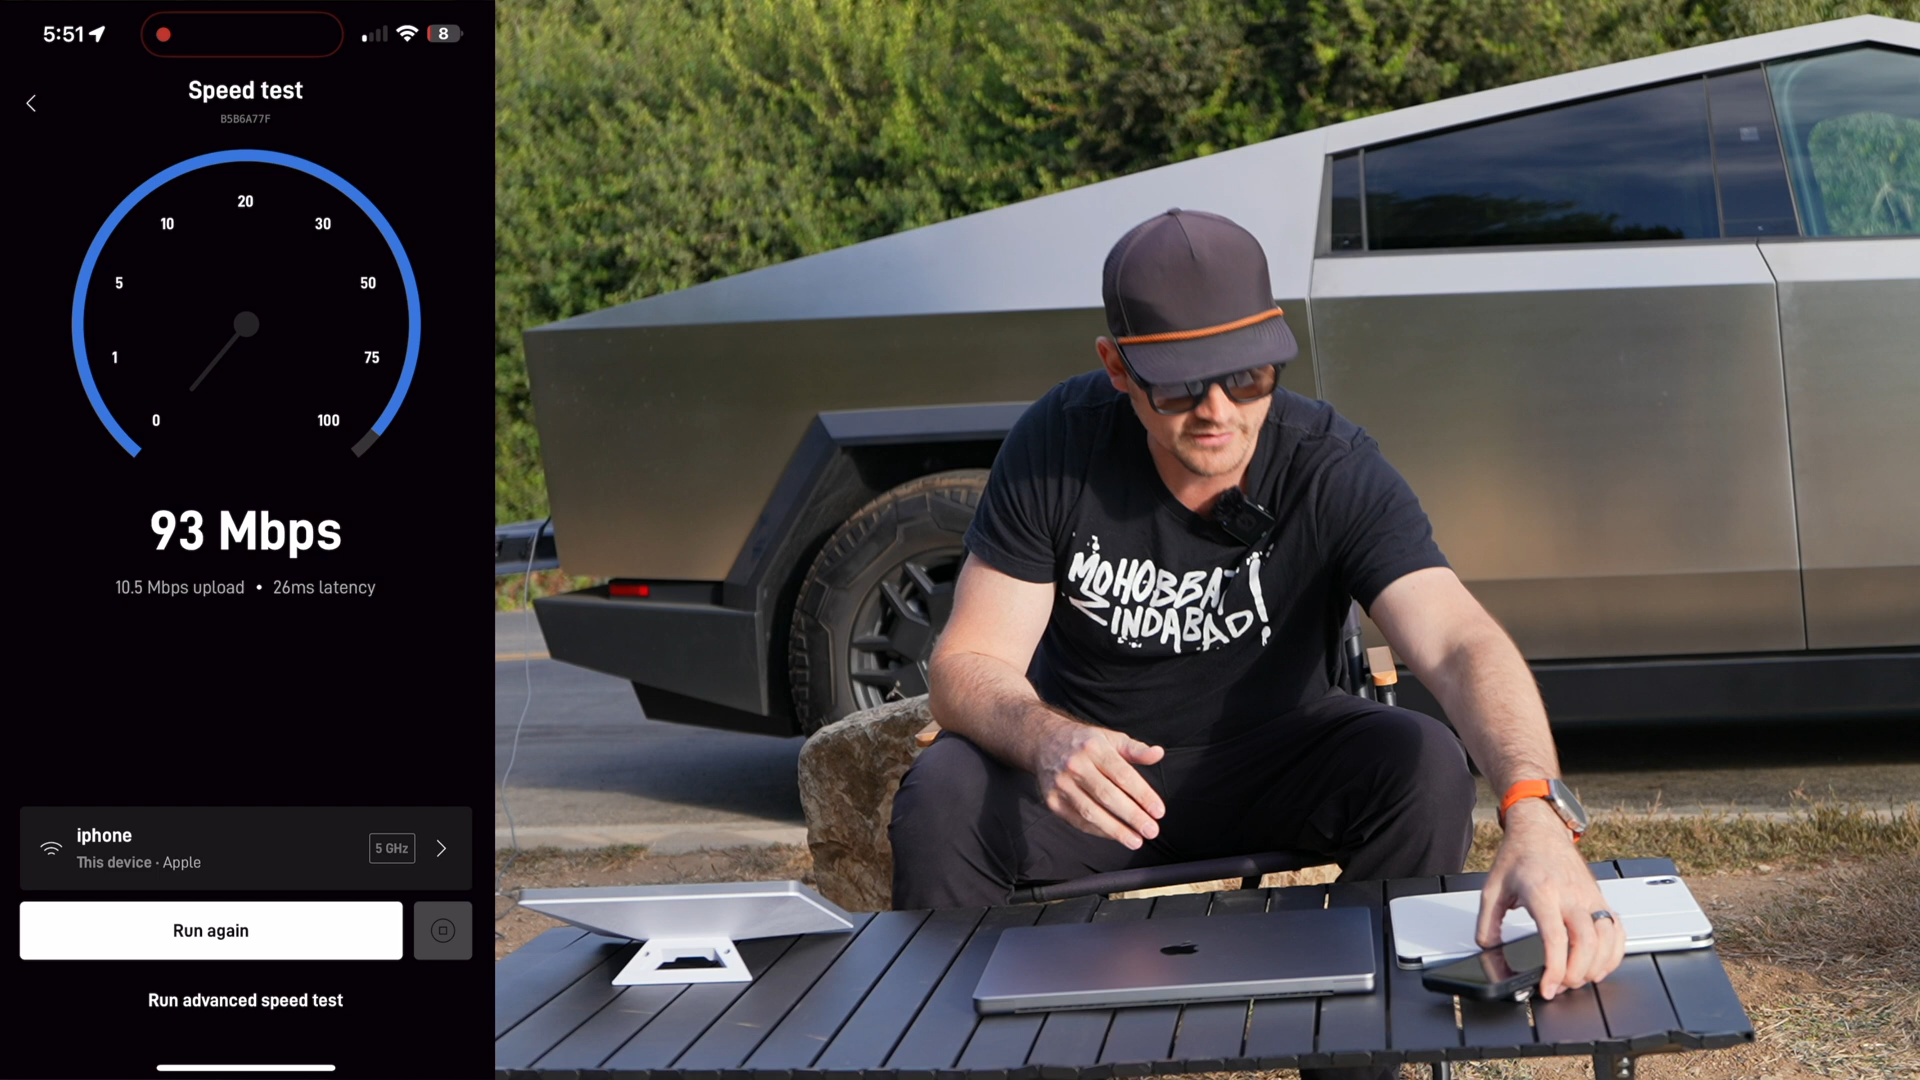 5:51
8
Speed test
B5B6A77F
20
10
30
5
50
1
75
0
100
93 Mbps
10.5 Mbps upload • 26ms latency
iphone
This device · Apple
5 GHz
Run again
Run advanced speed test
MOHOBBAT
ZINDABAD!